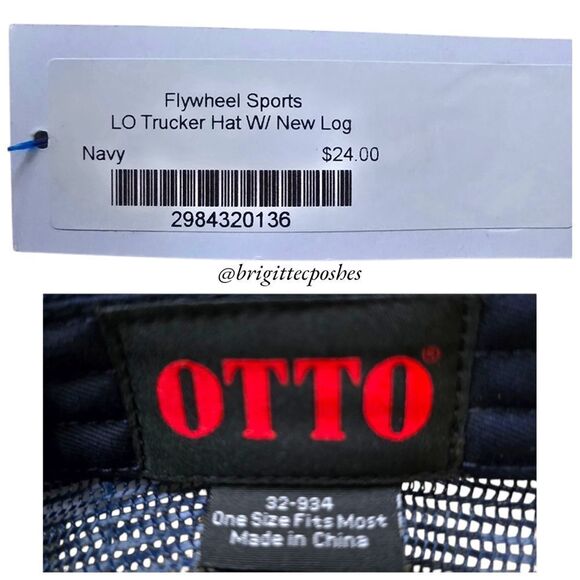 Flywheel Sports
LO Trucker Hat W/ New Log
Navy $24.00
2984320136
@brigittecposhes
OTTO®
32-934
One Size Fits Most
Made in China